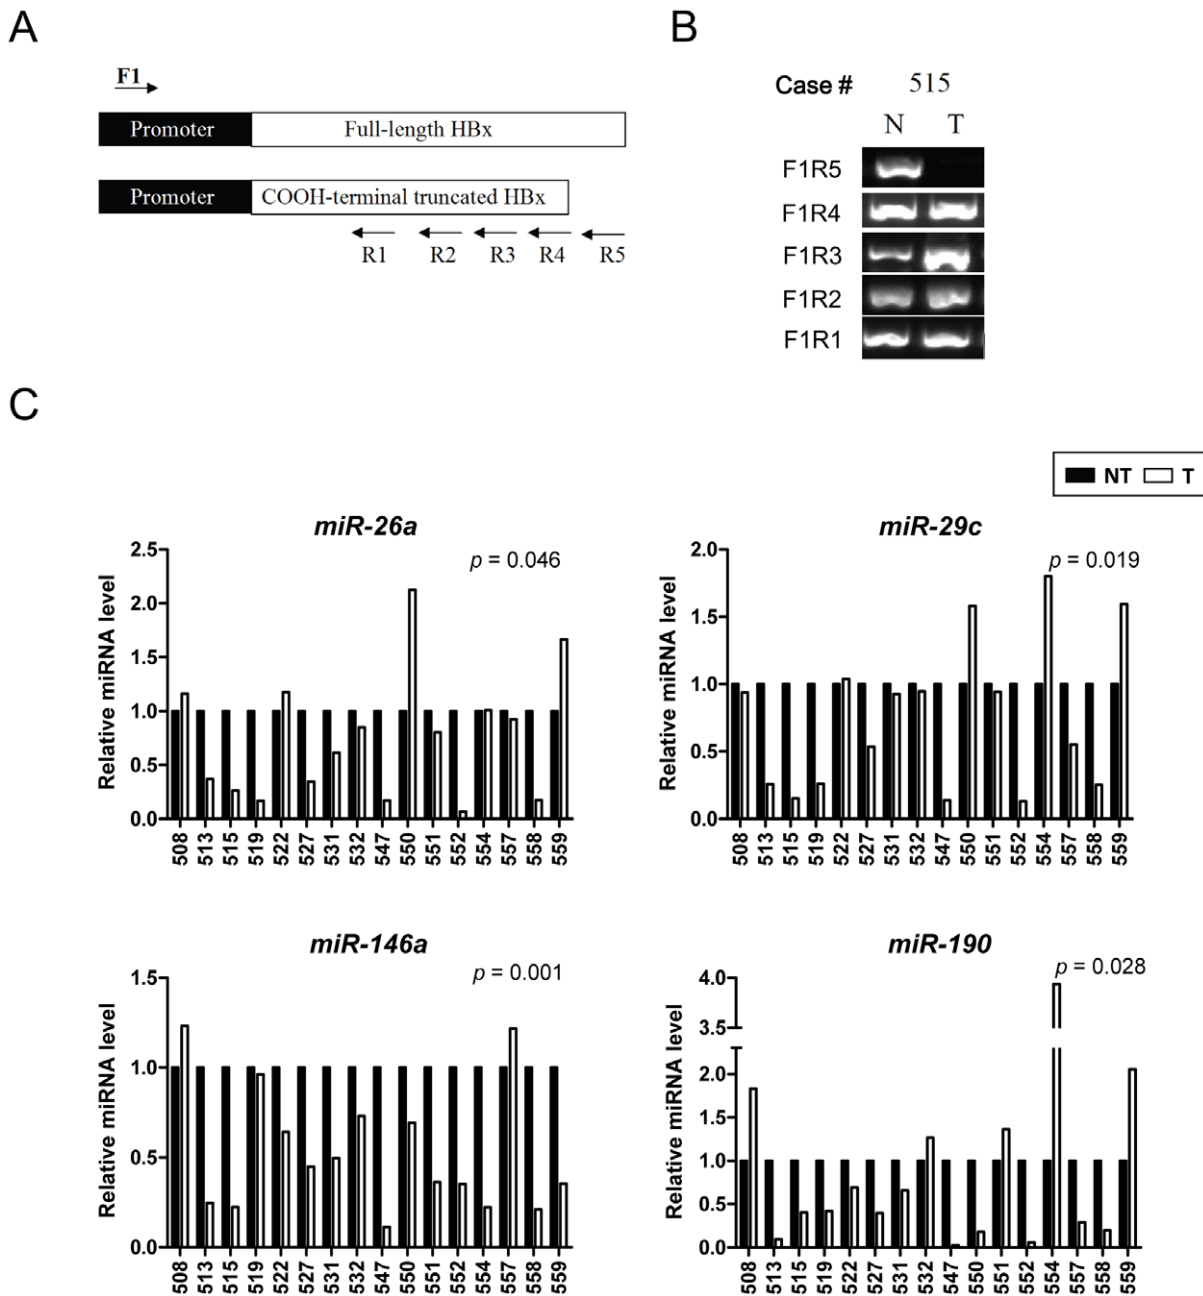 A
F1
Promoter
Full-length HBx
Promoter
COOH-terminal truncated HBx
R1 R2 R3 R4 R5
B
Case # 515
N T
F1R5
F1R4
F1R3
F1R2
F1R1
C
NT T
miR-26a
p = 0.046
Relative miRNA level
2.5
2.0
1.5
1.0
0.5
0.0
508 513 515 519 522 527 531 532 547 550 551 552 554 557 558 559
miR-29c
p = 0.019
Relative miRNA level
2.0
1.5
1.0
0.5
0.0
508 513 515 519 522 527 531 532 547 550 551 552 554 557 558 559
miR-146a
p = 0.001
Relative miRNA level
1.5
1.0
0.5
0.0
508 513 515 519 522 527 531 532 547 550 551 552 554 557 558 559
miR-190
p = 0.028
Relative miRNA level
4.0
3.5
2.0
1.5
1.0
0.5
0.0
508 513 515 519 522 527 531 532 547 550 551 552 554 557 558 559